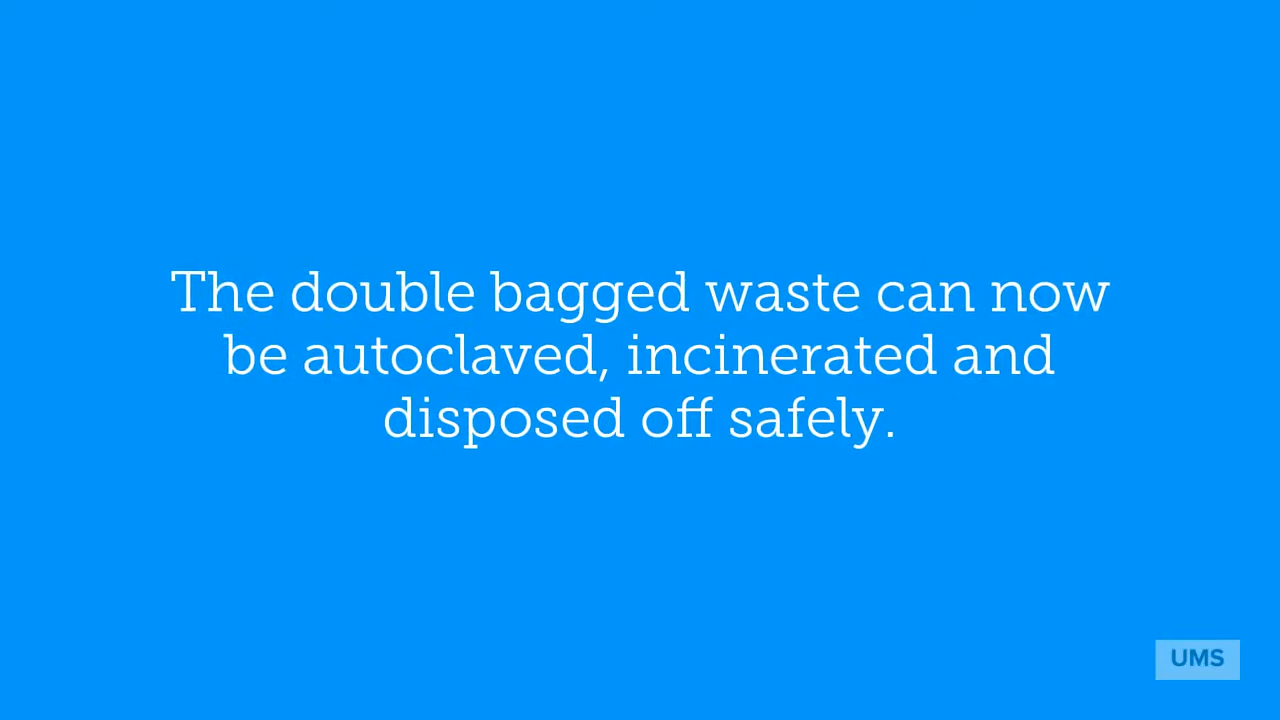 The double bagged waste can now
be autoclaved, incinerated and
disposed off safely.
UMS